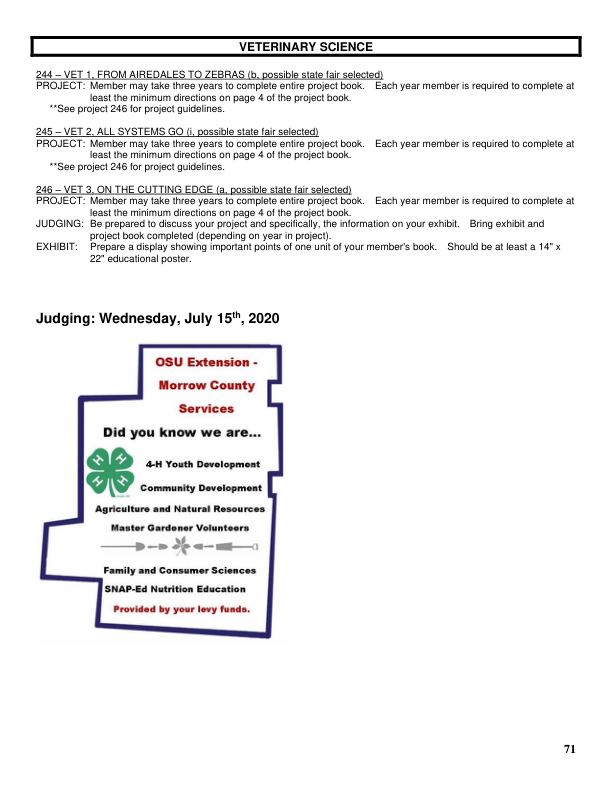 VETERINARY SCIENCE
244 – VET 1, FROM AIREDALES TO ZEBRAS (b, possible state fair selected)
PROJECT: Member may take three years to complete entire project book. Each year member is required to complete at
least the minimum directions on page 4 of the project book.
**See project 246 for project guidelines.
245 – VET 2, ALL SYSTEMS GO (i, possible state fair selected)
PROJECT: Member may take three years to complete entire project book. Each year member is required to complete at
least the minimum directions on page 4 of the project book.
**See project 246 for project guidelines.
246 – VET 3, ON THE CUTTING EDGE (a, possible state fair selected)
PROJECT: Member may take three years to complete entire project book. Each year member is required to complete at
least the minimum directions on page 4 of the project book.
JUDGING: Be prepared to discuss your project and specifically, the information on your exhibit. Bring exhibit and
project book completed (depending on year in project).
EXHIBIT: Prepare a display showing important points of one unit of your member's book. Should be at least a 14" x
22" educational poster.
Judging: Wednesday, July 15th, 2020
OSU Extension -
Morrow County
Services
Did you know we are...
H H
H H
4-H Youth Development
Community Development
Agriculture and Natural Resources
Master Gardener Volunteers
Family and Consumer Sciences
SNAP-Ed Nutrition Education
Provided by your levy funds.
71